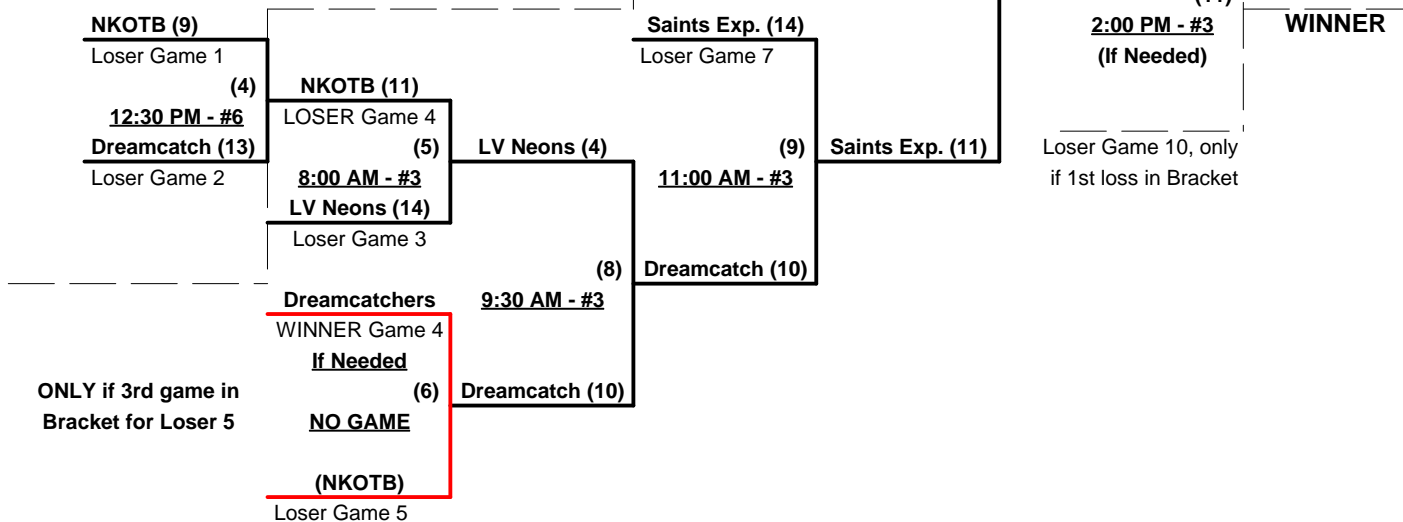 NKOTB (9)
Loser Game 1
(4)
12:30 PM - #6
Dreamcatch (13)
Loser Game 2
NKOTB (11)
LOSER Game 4
(5)
8:00 AM - #3
LV Neons (14)
Loser Game 3
Dreamcatchers
WINNER Game 4
If Needed
(6)
NO GAME
(NKOTB)
Loser Game 5
ONLY if 3rd game in
Bracket for Loser 5
LV Neons (4)
(8)
9:30 AM - #3
Dreamcatch (10)
Saints Exp. (14)
Loser Game 7
(9)
11:00 AM - #3
Dreamcatch (10)
Saints Exp. (11)
2:00 PM - #3
(If Needed)
Loser Game 10, only
if 1st loss in Bracket
WINNER